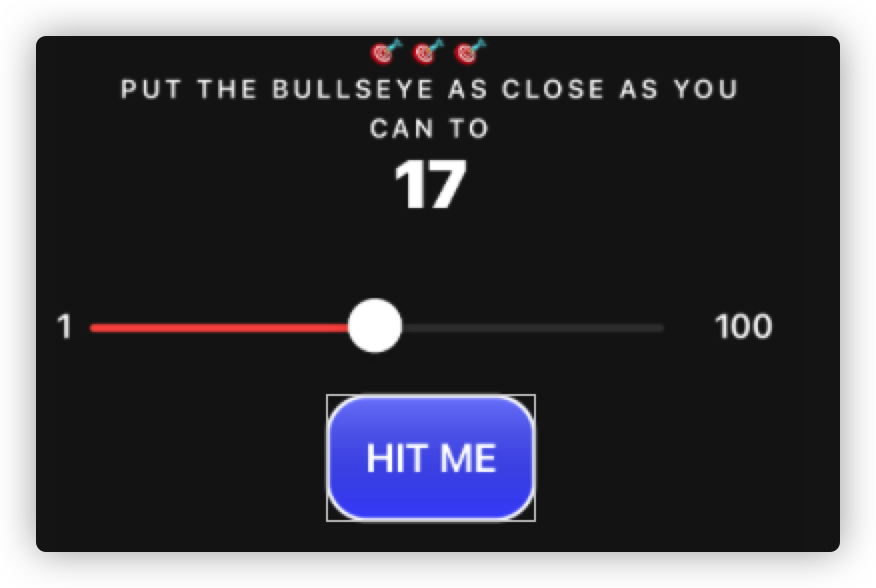 🎯🎯🎯
PUT THE BULLSEYE AS CLOSE AS YOU
CAN TO
17
1 100
HIT ME